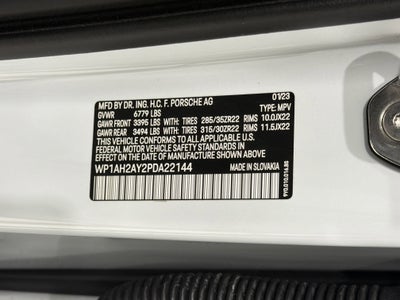 MFD BY DR. ING. H.C. F. PORSCHE AG 01/23
GVWR 6779 LBS TYPE: MPV
GAWR FRONT 3395 LBS WITH: TIRES 285/35ZR22 RIMS 10.0JX22
GAWR REAR 3494 LBS WITH: TIRES 315/30ZR22 RIMS 11.5JX22
THIS VEHICLE CONFORMS TO ALL APPLICABLE U.S.
FEDERAL MOTOR VEHICLE SAFETY STANDARDS IN
EFFECT ON THE DATE OF MANUFACTURE SHOWN ABOVE
WP1AH2AY2PDA22144 MADE IN SLOVAKIA